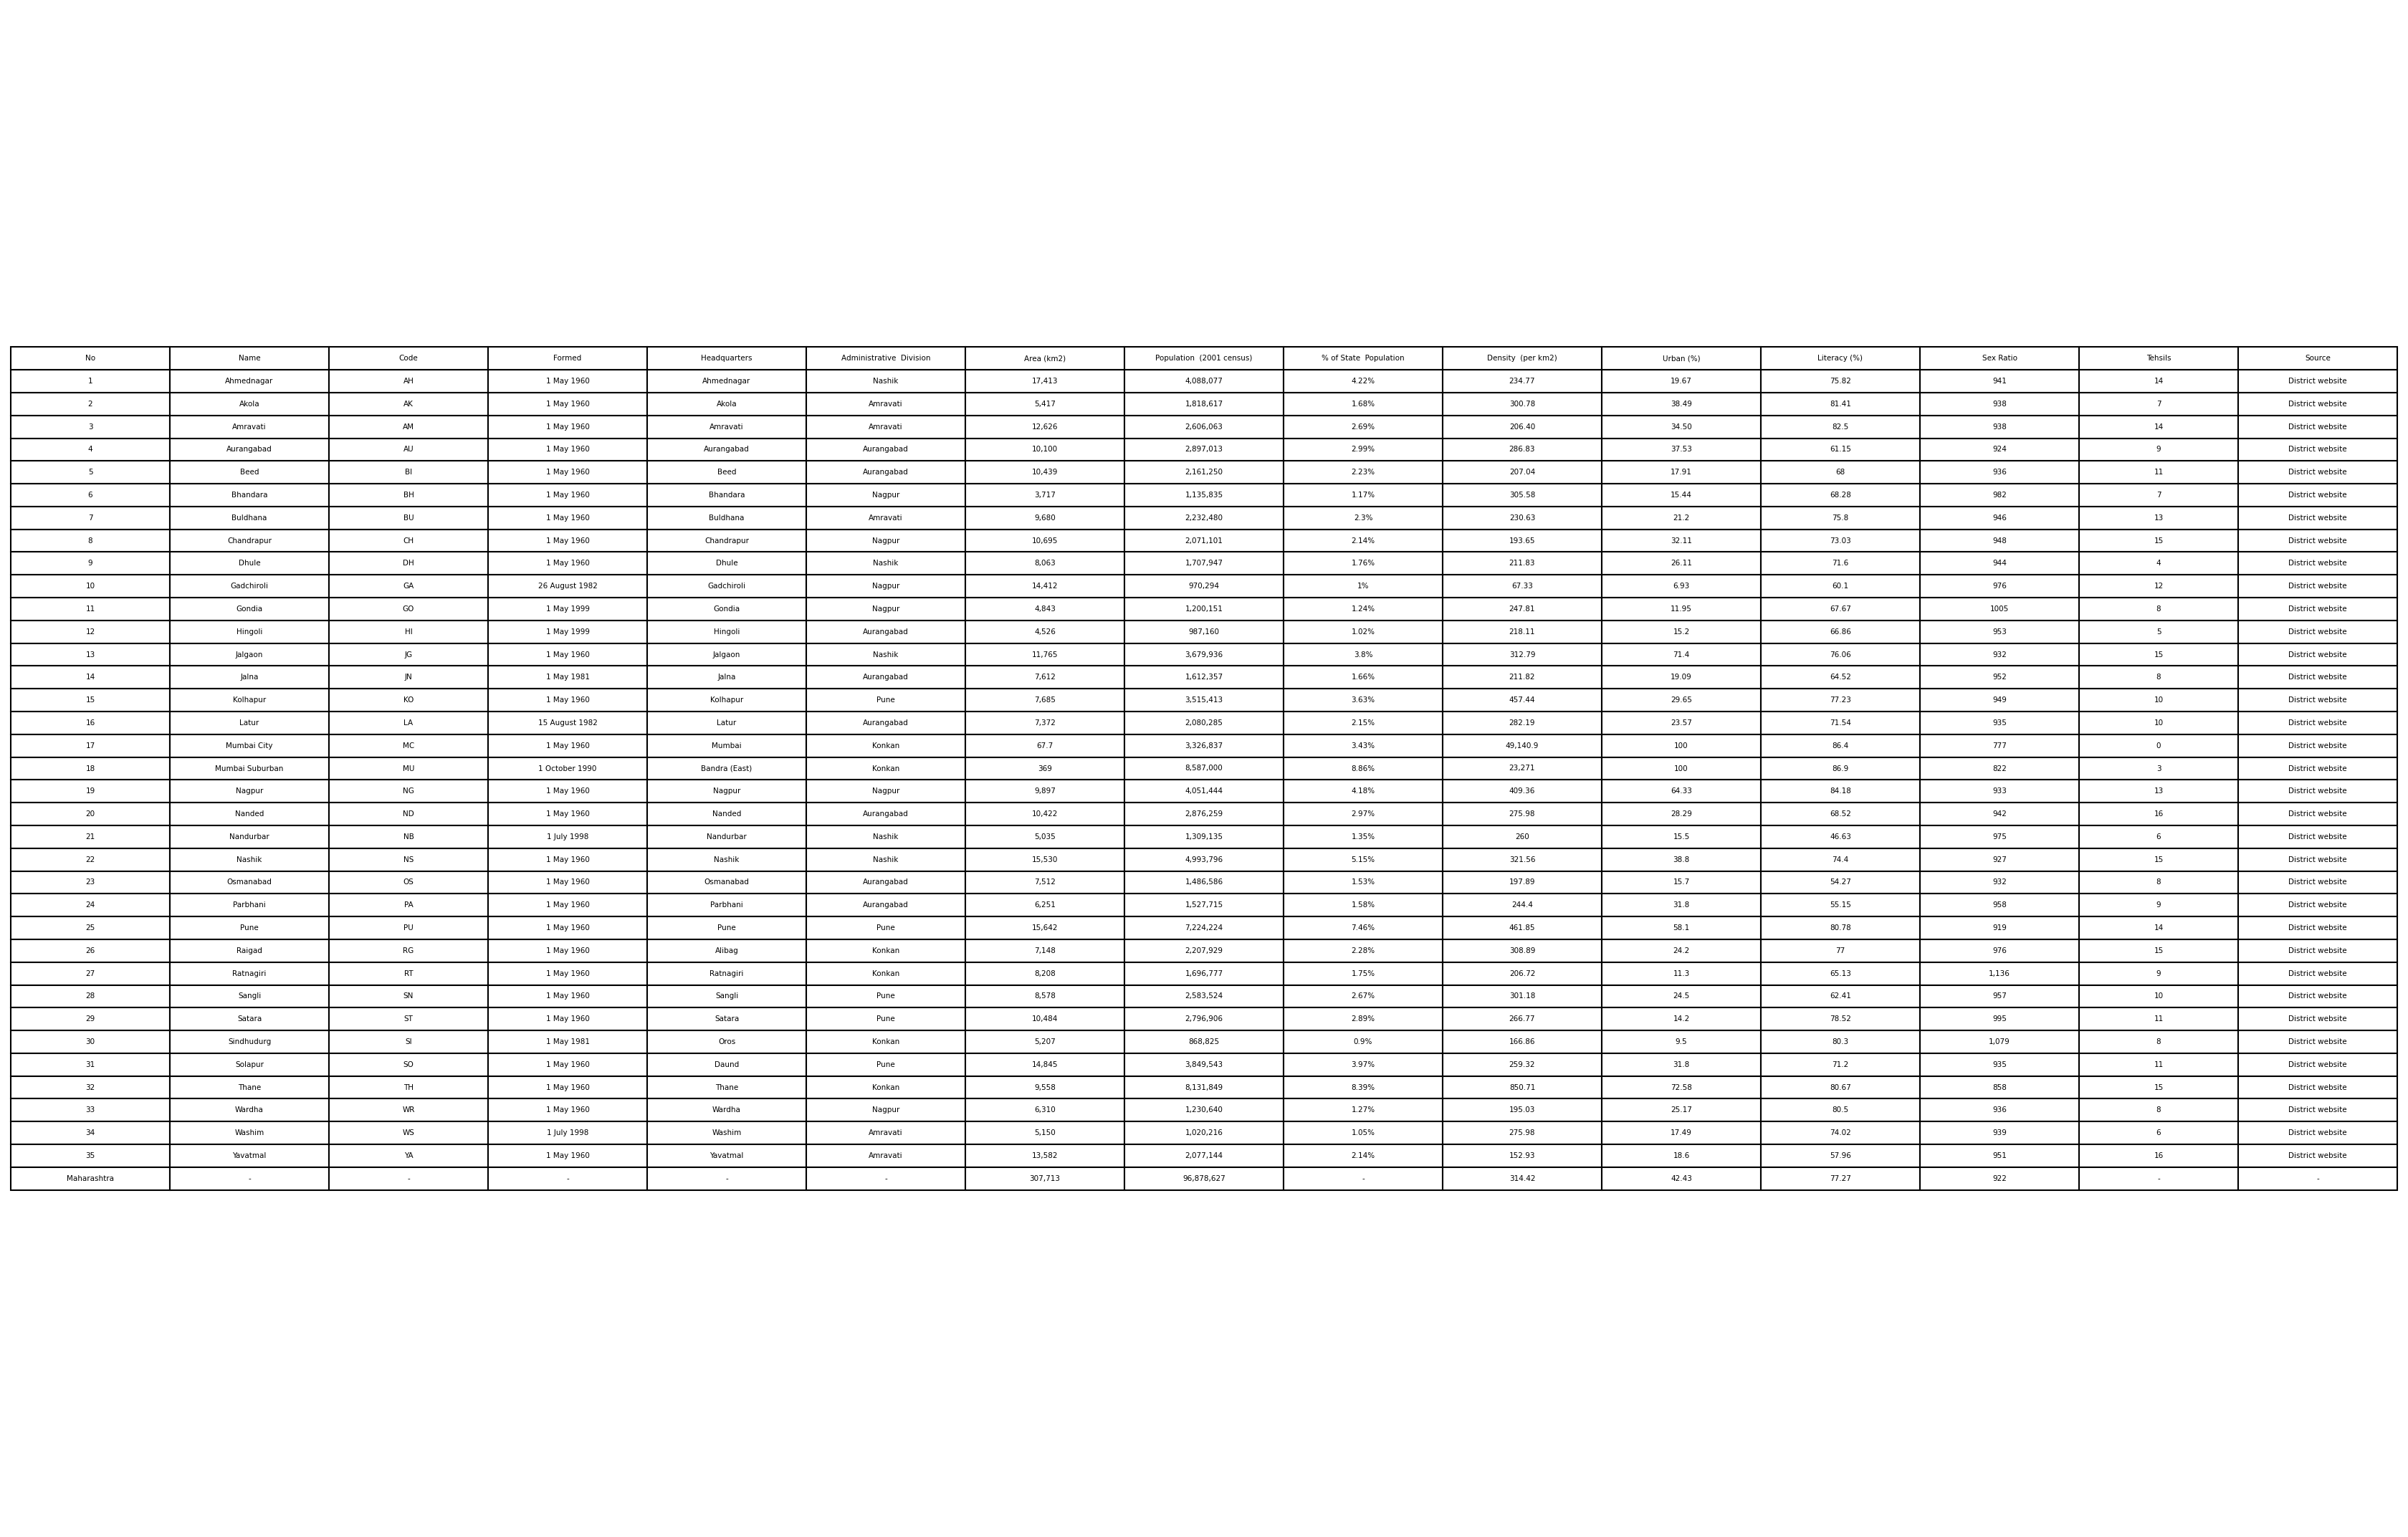 No Name Code Formed Headquarters Administrative  Division Area (km2) Population  (2001 census) % of State  Population Density  (per km2) Urban (%) Literacy (%) Sex Ratio Tehsils Source
1 Ahmednagar AH 1 May 1960 Ahmednagar Nashik 17,413 4,088,077 4.22% 234.77 19.67 75.82 941 14 District website
2 Akola AK 1 May 1960 Akola Amravati 5,417 1,818,617 1.68% 300.78 38.49 81.41 938 7 District website
3 Amravati AM 1 May 1960 Amravati Amravati 12,626 2,606,063 2.69% 206.40 34.50 82.5 938 14 District website
4 Aurangabad AU 1 May 1960 Aurangabad Aurangabad 10,100 2,897,013 2.99% 286.83 37.53 61.15 924 9 District website
5 Beed BI 1 May 1960 Beed Aurangabad 10,439 2,161,250 2.23% 207.04 17.91 68 936 11 District website
6 Bhandara BH 1 May 1960 Bhandara Nagpur 3,717 1,135,835 1.17% 305.58 15.44 68.28 982 7 District website
7 Buldhana BU 1 May 1960 Buldhana Amravati 9,680 2,232,480 2.3% 230.63 21.2 75.8 946 13 District website
8 Chandrapur CH 1 May 1960 Chandrapur Nagpur 10,695 2,071,101 2.14% 193.65 32.11 73.03 948 15 District website
9 Dhule DH 1 May 1960 Dhule Nashik 8,063 1,707,947 1.76% 211.83 26.11 71.6 944 4 District website
10 Gadchiroli GA 26 August 1982 Gadchiroli Nagpur 14,412 970,294 1% 67.33 6.93 60.1 976 12 District website
11 Gondia GO 1 May 1999 Gondia Nagpur 4,843 1,200,151 1.24% 247.81 11.95 67.67 1005 8 District website
12 Hingoli HI 1 May 1999 Hingoli Aurangabad 4,526 987,160 1.02% 218.11 15.2 66.86 953 5 District website
13 Jalgaon JG 1 May 1960 Jalgaon Nashik 11,765 3,679,936 3.8% 312.79 71.4 76.06 932 15 District website
14 Jalna JN 1 May 1981 Jalna Aurangabad 7,612 1,612,357 1.66% 211.82 19.09 64.52 952 8 District website
15 Kolhapur KO 1 May 1960 Kolhapur Pune 7,685 3,515,413 3.63% 457.44 29.65 77.23 949 10 District website
16 Latur LA 15 August 1982 Latur Aurangabad 7,372 2,080,285 2.15% 282.19 23.57 71.54 935 10 District website
17 Mumbai City MC 1 May 1960 Mumbai Konkan 67.7 3,326,837 3.43% 49,140.9 100 86.4 777 0 District website
18 Mumbai Suburban MU 1 October 1990 Bandra (East) Konkan 369 8,587,000 8.86% 23,271 100 86.9 822 3 District website
19 Nagpur NG 1 May 1960 Nagpur Nagpur 9,897 4,051,444 4.18% 409.36 64.33 84.18 933 13 District website
20 Nanded ND 1 May 1960 Nanded Aurangabad 10,422 2,876,259 2.97% 275.98 28.29 68.52 942 16 District website
21 Nandurbar NB 1 July 1998 Nandurbar Nashik 5,035 1,309,135 1.35% 260 15.5 46.63 975 6 District website
22 Nashik NS 1 May 1960 Nashik Nashik 15,530 4,993,796 5.15% 321.56 38.8 74.4 927 15 District website
23 Osmanabad OS 1 May 1960 Osmanabad Aurangabad 7,512 1,486,586 1.53% 197.89 15.7 54.27 932 8 District website
24 Parbhani PA 1 May 1960 Parbhani Aurangabad 6,251 1,527,715 1.58% 244.4 31.8 55.15 958 9 District website
25 Pune PU 1 May 1960 Pune Pune 15,642 7,224,224 7.46% 461.85 58.1 80.78 919 14 District website
26 Raigad RG 1 May 1960 Alibag Konkan 7,148 2,207,929 2.28% 308.89 24.2 77 976 15 District website
27 Ratnagiri RT 1 May 1960 Ratnagiri Konkan 8,208 1,696,777 1.75% 206.72 11.3 65.13 1,136 9 District website
28 Sangli SN 1 May 1960 Sangli Pune 8,578 2,583,524 2.67% 301.18 24.5 62.41 957 10 District website
29 Satara ST 1 May 1960 Satara Pune 10,484 2,796,906 2.89% 266.77 14.2 78.52 995 11 District website
30 Sindhudurg SI 1 May 1981 Oros Konkan 5,207 868,825 0.9% 166.86 9.5 80.3 1,079 8 District website
31 Solapur SO 1 May 1960 Daund Pune 14,845 3,849,543 3.97% 259.32 31.8 71.2 935 11 District website
32 Thane TH 1 May 1960 Thane Konkan 9,558 8,131,849 8.39% 850.71 72.58 80.67 858 15 District website
33 Wardha WR 1 May 1960 Wardha Nagpur 6,310 1,230,640 1.27% 195.03 25.17 80.5 936 8 District website
34 Washim WS 1 July 1998 Washim Amravati 5,150 1,020,216 1.05% 275.98 17.49 74.02 939 6 District website
35 Yavatmal YA 1 May 1960 Yavatmal Amravati 13,582 2,077,144 2.14% 152.93 18.6 57.96 951 16 District website
Maharashtra - - - - - 307,713 96,878,627 - 314.42 42.43 77.27 922 - -